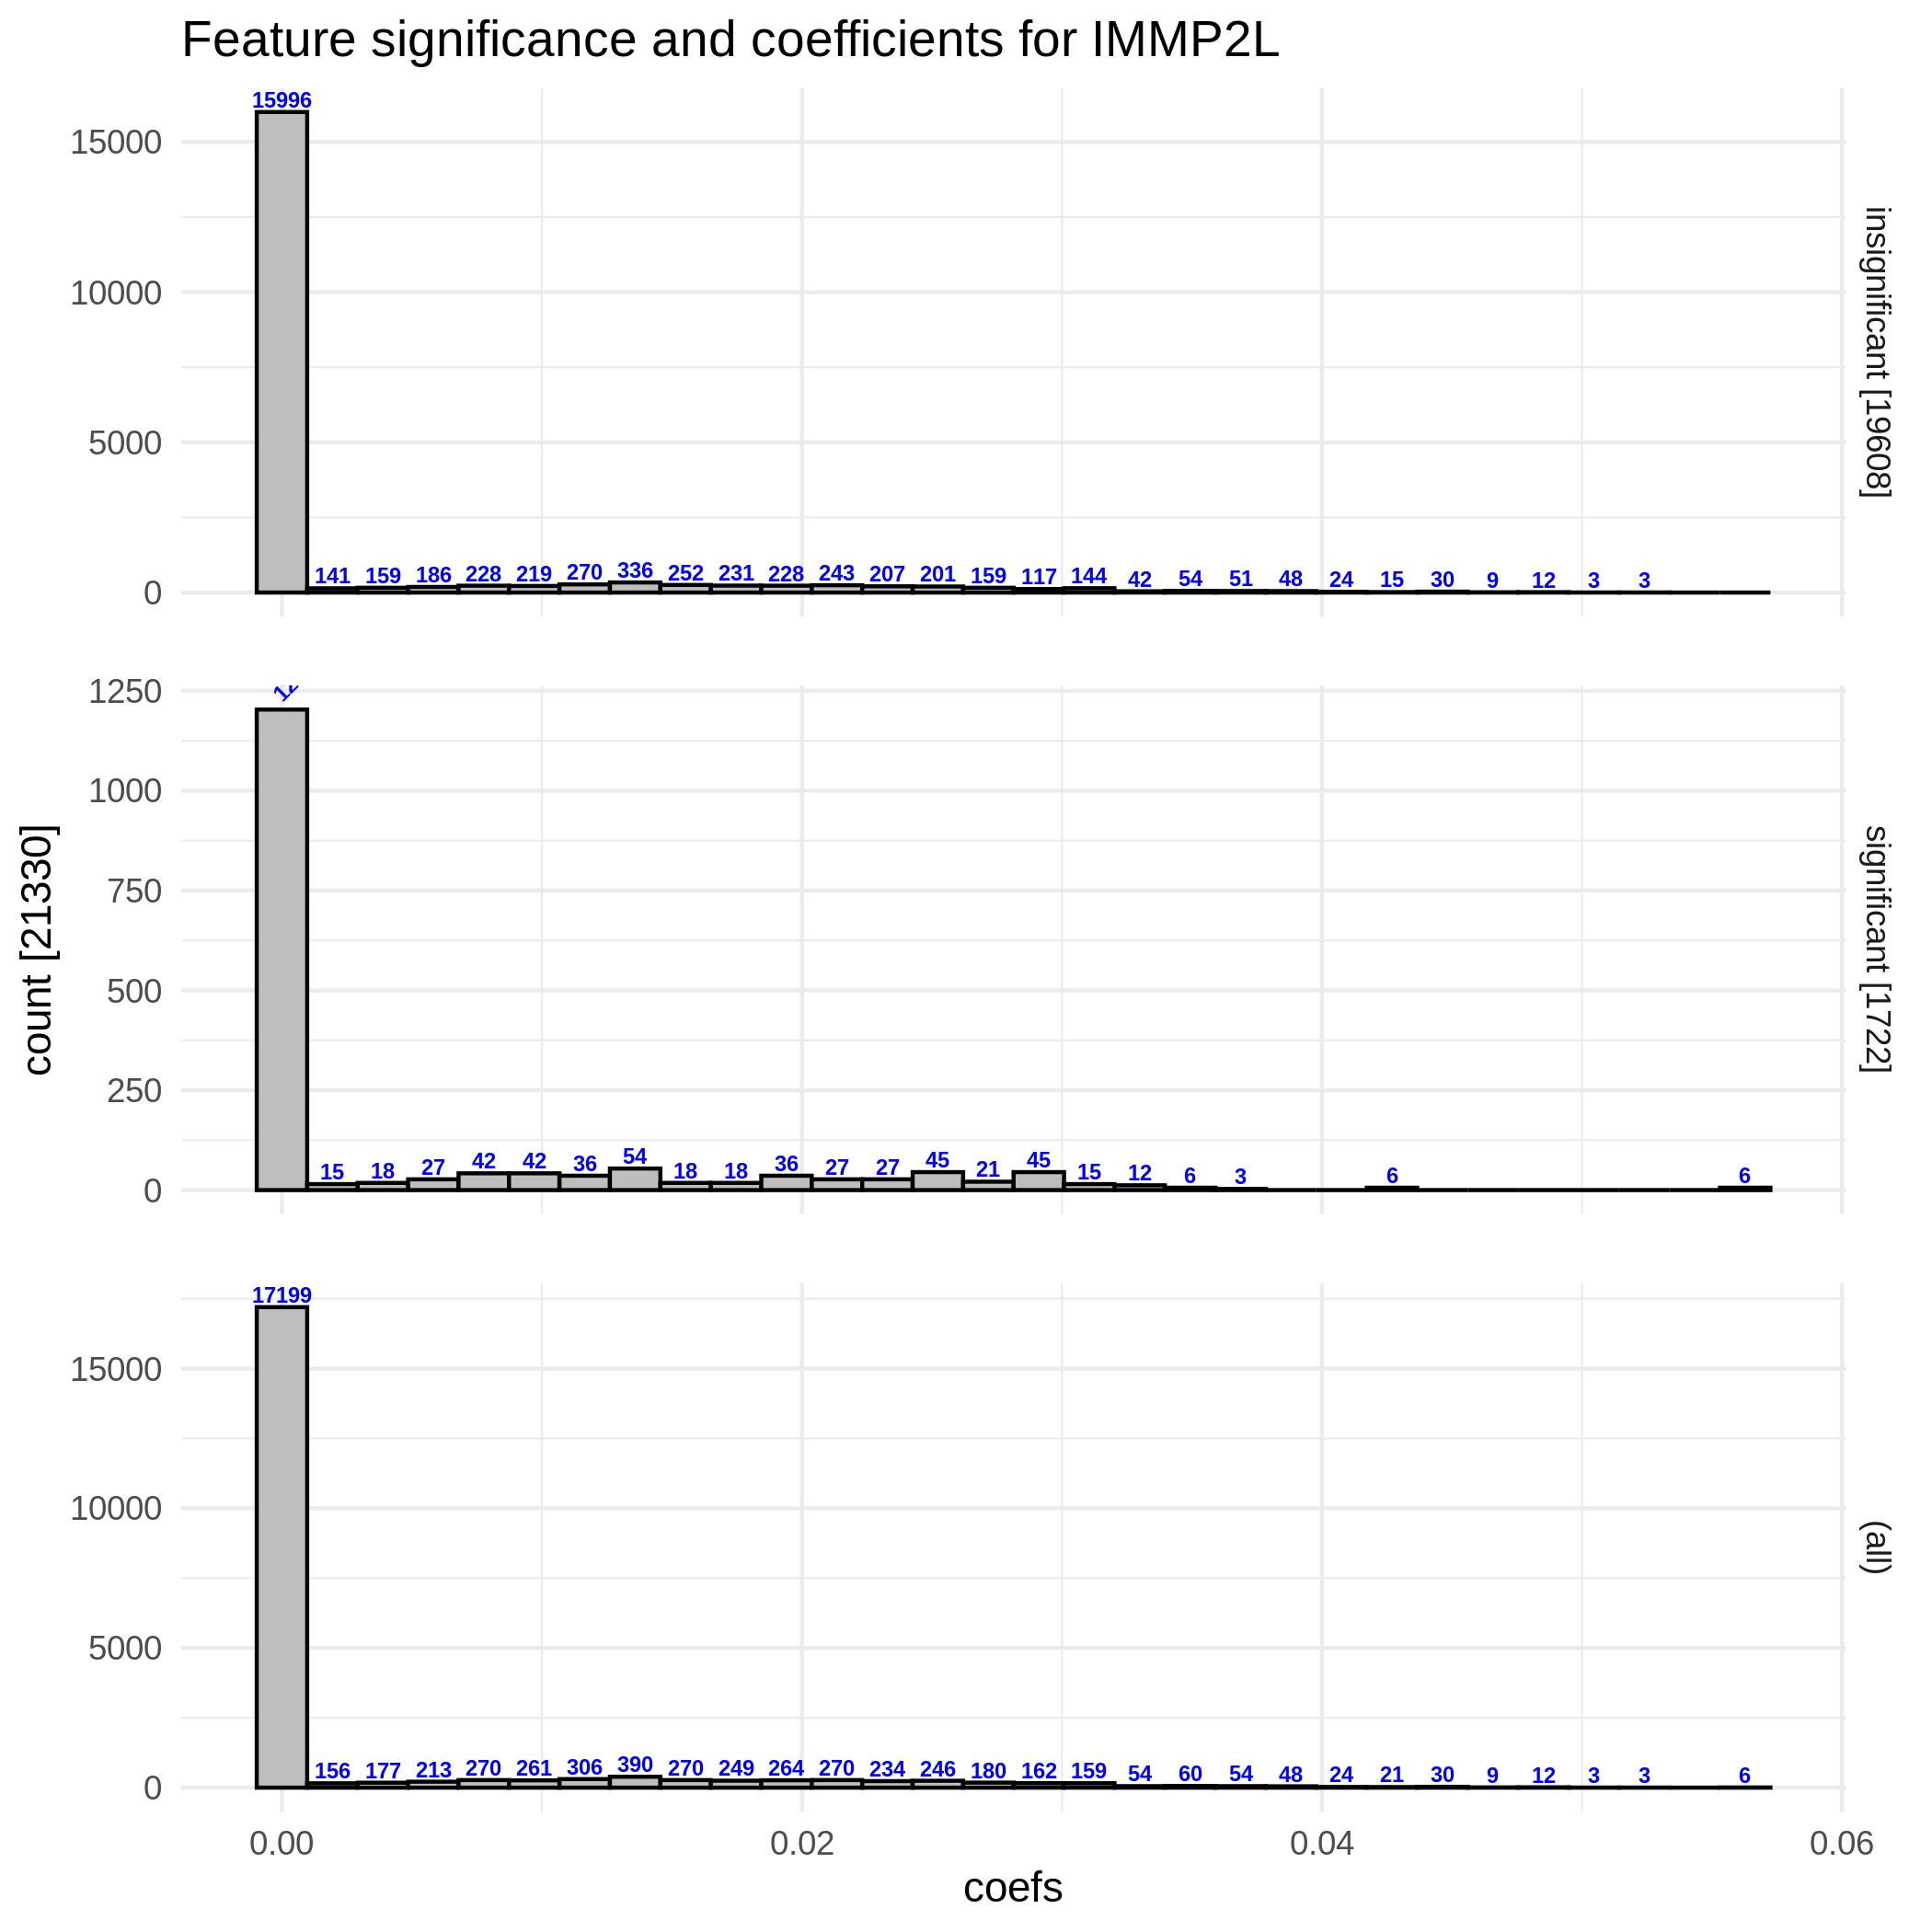 Feature significance and coefficients for IMMP2L
count [21330]
15000
10000
5000
0
15996
141 159 186 228 219 270 336 252 231 228 243 207 201 159 117 144 42 54 51 48 24 15 30 9 12 3 3
insignificant [19608]
1250
1000
750
500
250
0
15 18 27 42 42 36 54 18 18 36 27 27 45 21 45 15 12 6 3 6 6
significant [1722]
15000
10000
5000
0
17199
156 177 213 270 261 306 390 270 249 264 270 234 246 180 162 159 54 60 54 48 24 21 30 9 12 3 3 6
(all)
0.00 0.02 0.04 0.06
coefs